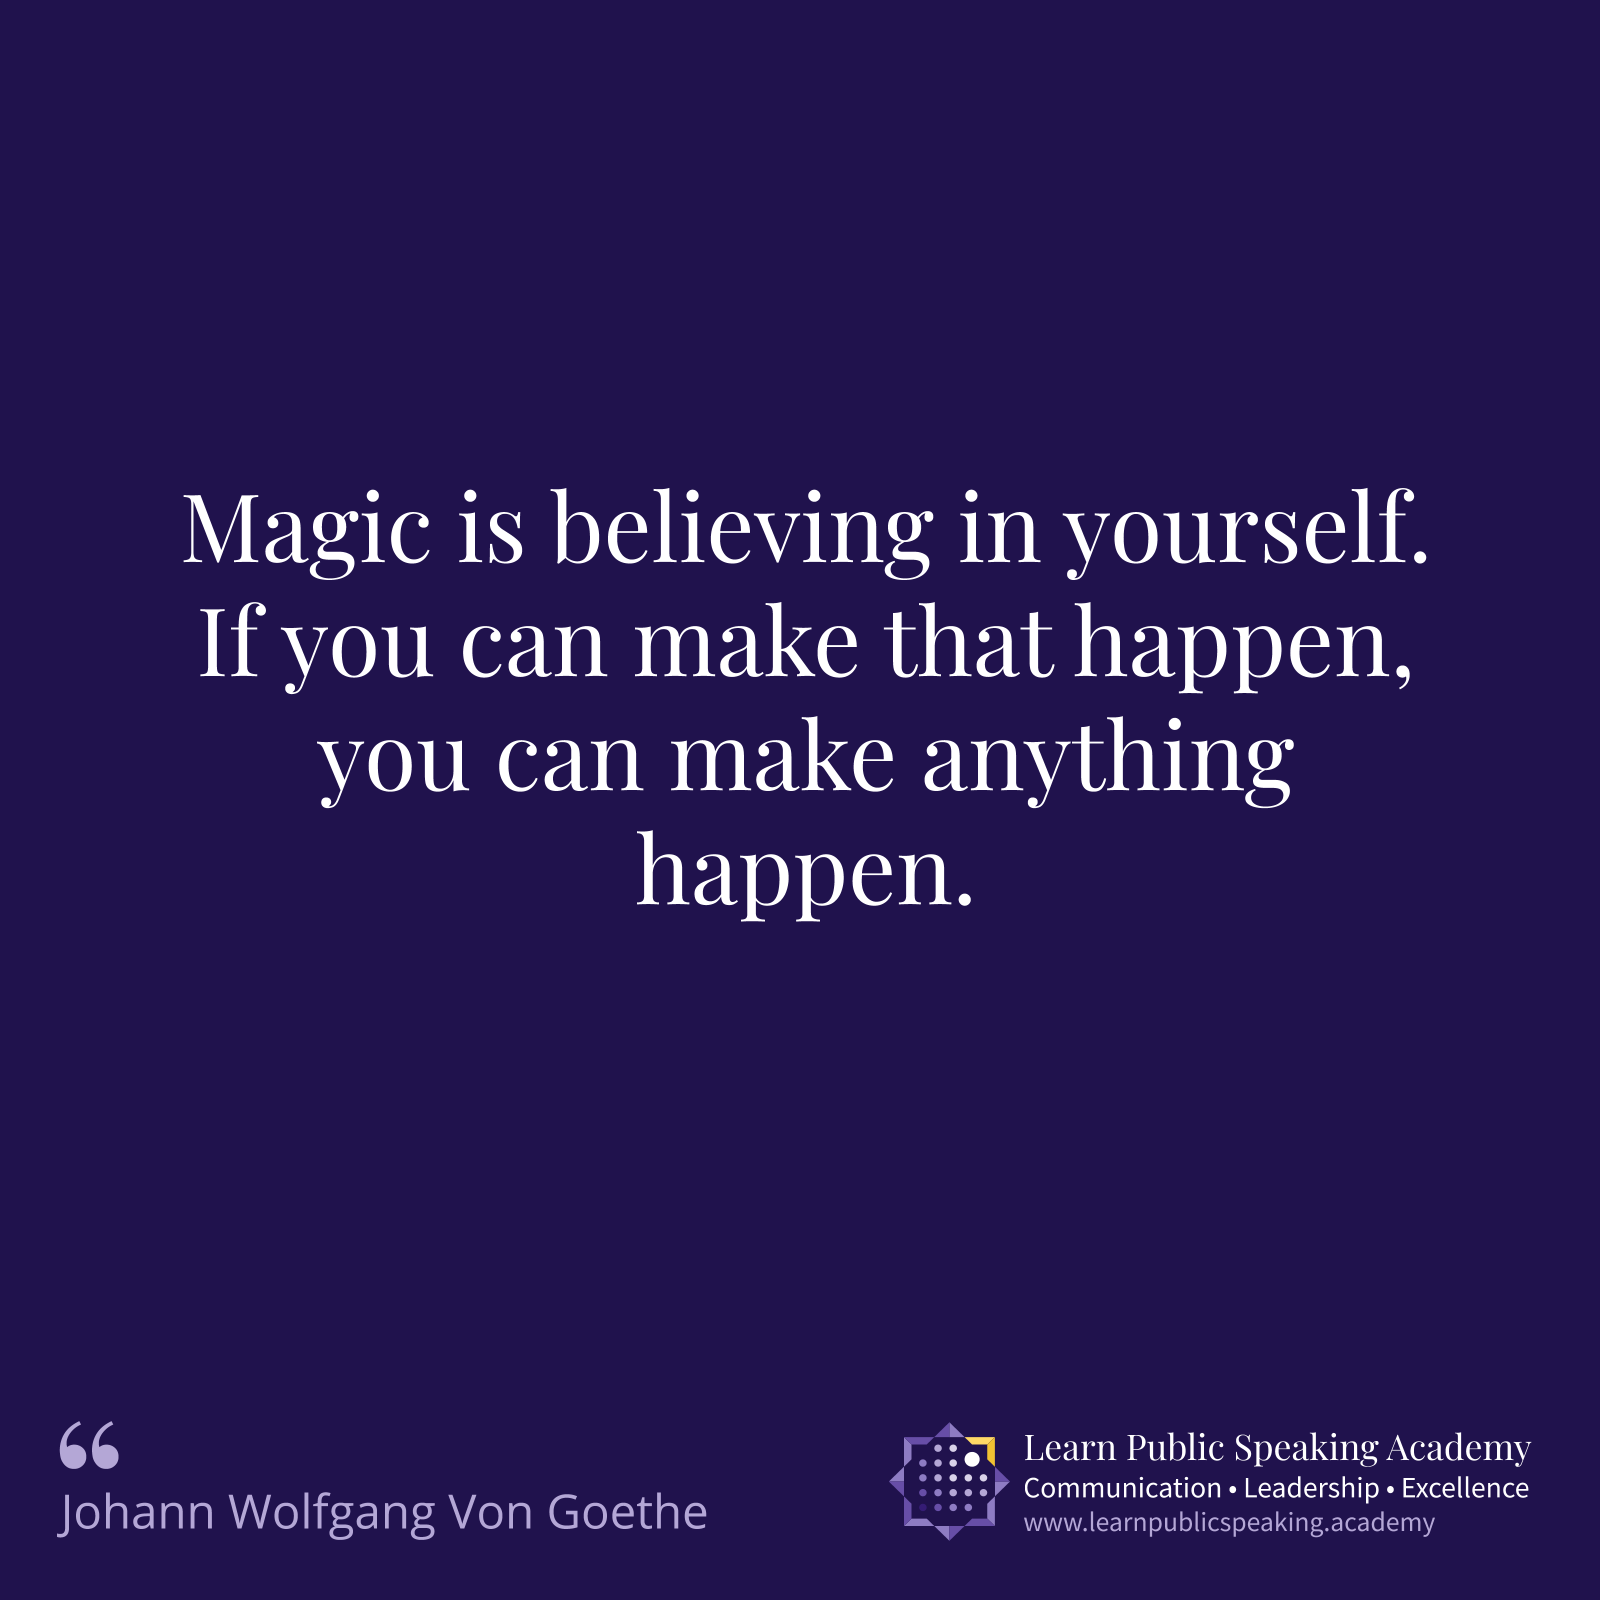 Magic is believing in yourself.
If you can make that happen,
you can make anything
happen.
“
Johann Wolfgang Von Goethe
Learn Public Speaking Academy
Communication • Leadership • Excellence
www.learnpublicspeaking.academy